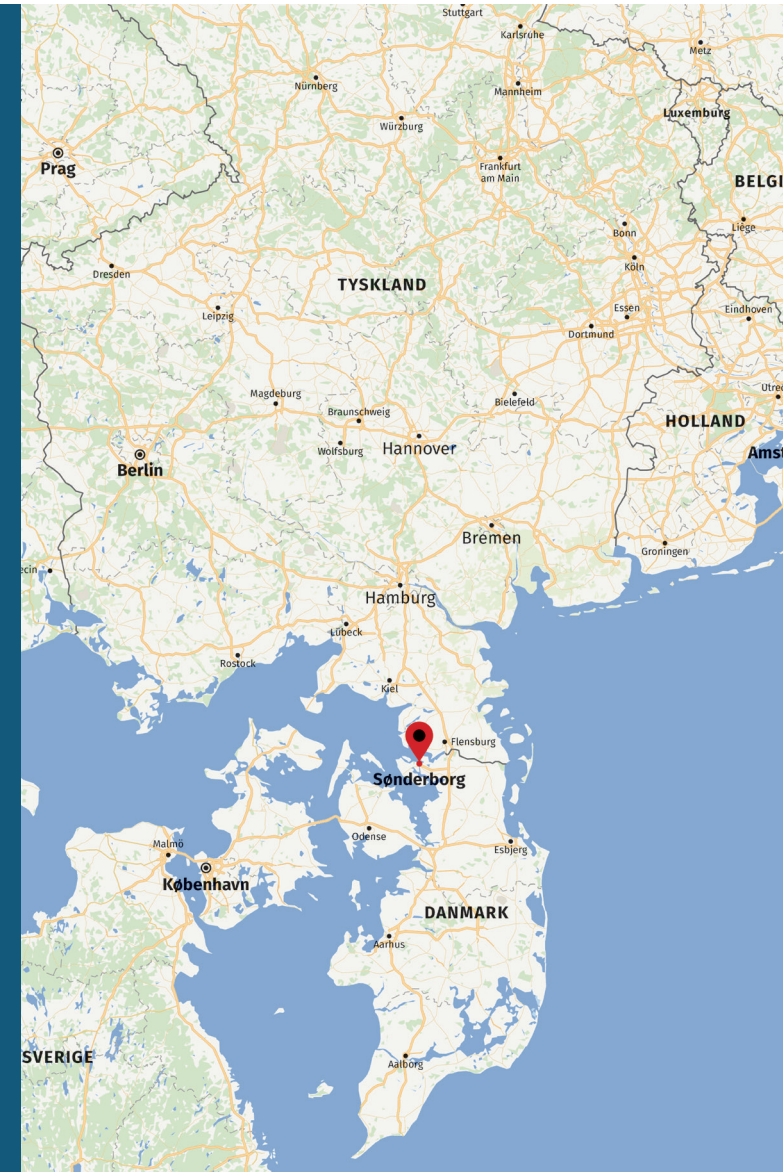 Stuttgart
Karlsruhe
Metz
Nürnberg
Mannheim
Luxemburg
Würzburg
Prag
Frankfurt
am Main
BELGI
Liège
Bonn
Köln
Dresden
TYSKLAND
Leipzig
Essen
Eindhoven
Dortmund
Utrec
Magdeburg
Bielefeld
Braunschweig
HOLLAND
Wolfsburg
Hannover
Amst
Berlin
Bremen
Groningen
ecin
Hamburg
Lübeck
Rostock
Kiel
Flensburg
Sønderborg
Odense
Malmö
Esbjerg
København
DANMARK
Aarhus
SVERIGE
Aalborg